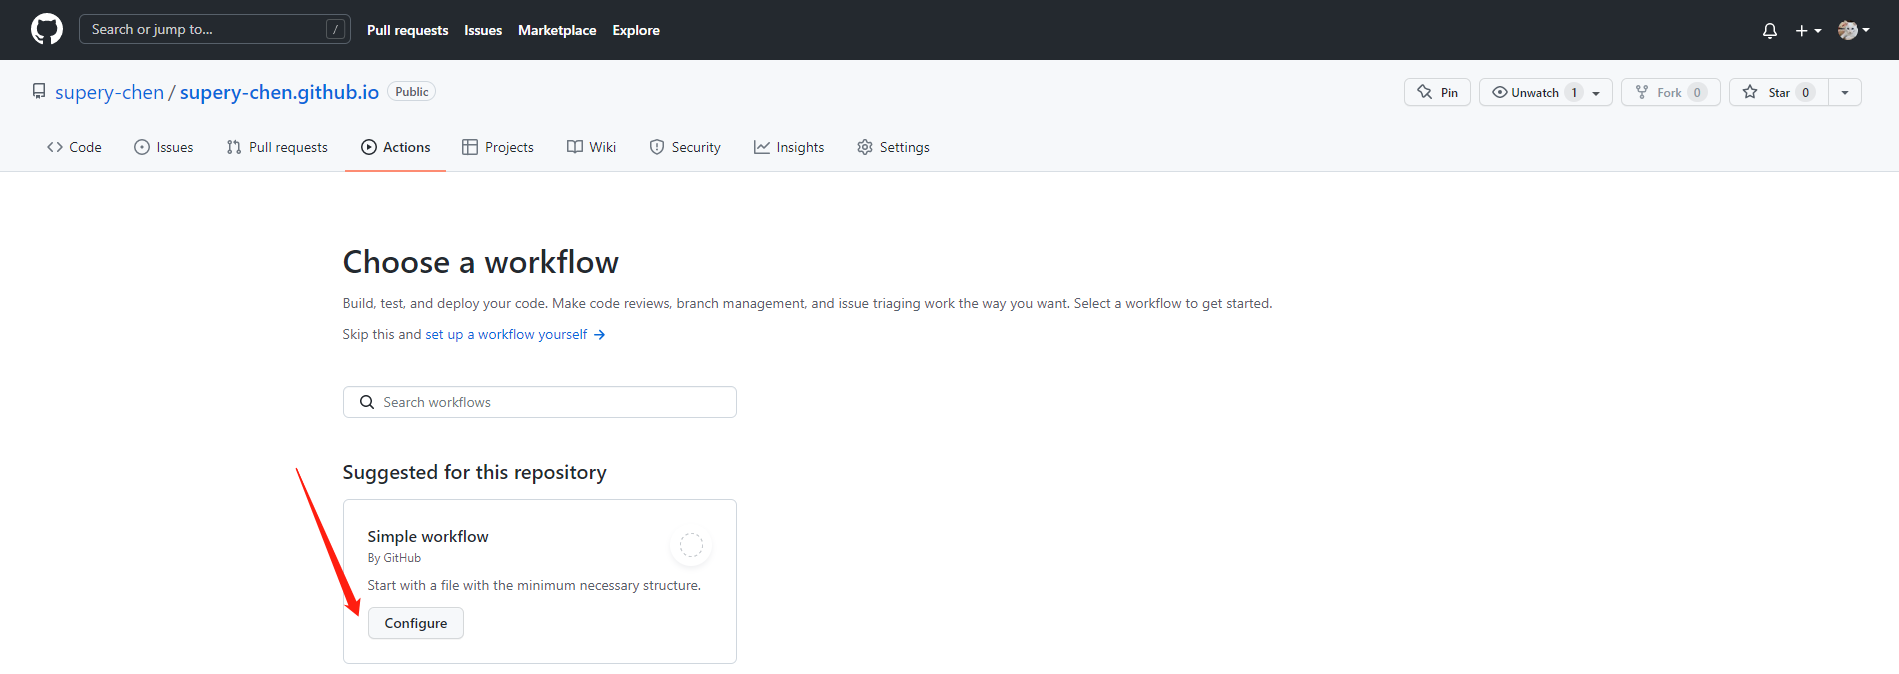 Search or jump to... / Pull requests Issues Marketplace Explore
supery-chen / supery-chen.github.io Public Pin Unwatch 1 Fork 0 Star 0
Code Issues Pull requests Actions Projects Wiki Security Insights Settings
Choose a workflow
Build, test, and deploy your code. Make code reviews, branch management, and issue triaging work the way you want. Select a workflow to get started.
Skip this and set up a workflow yourself →
Search workflows
Suggested for this repository
Simple workflow
By GitHub
Start with a file with the minimum necessary structure.
Configure